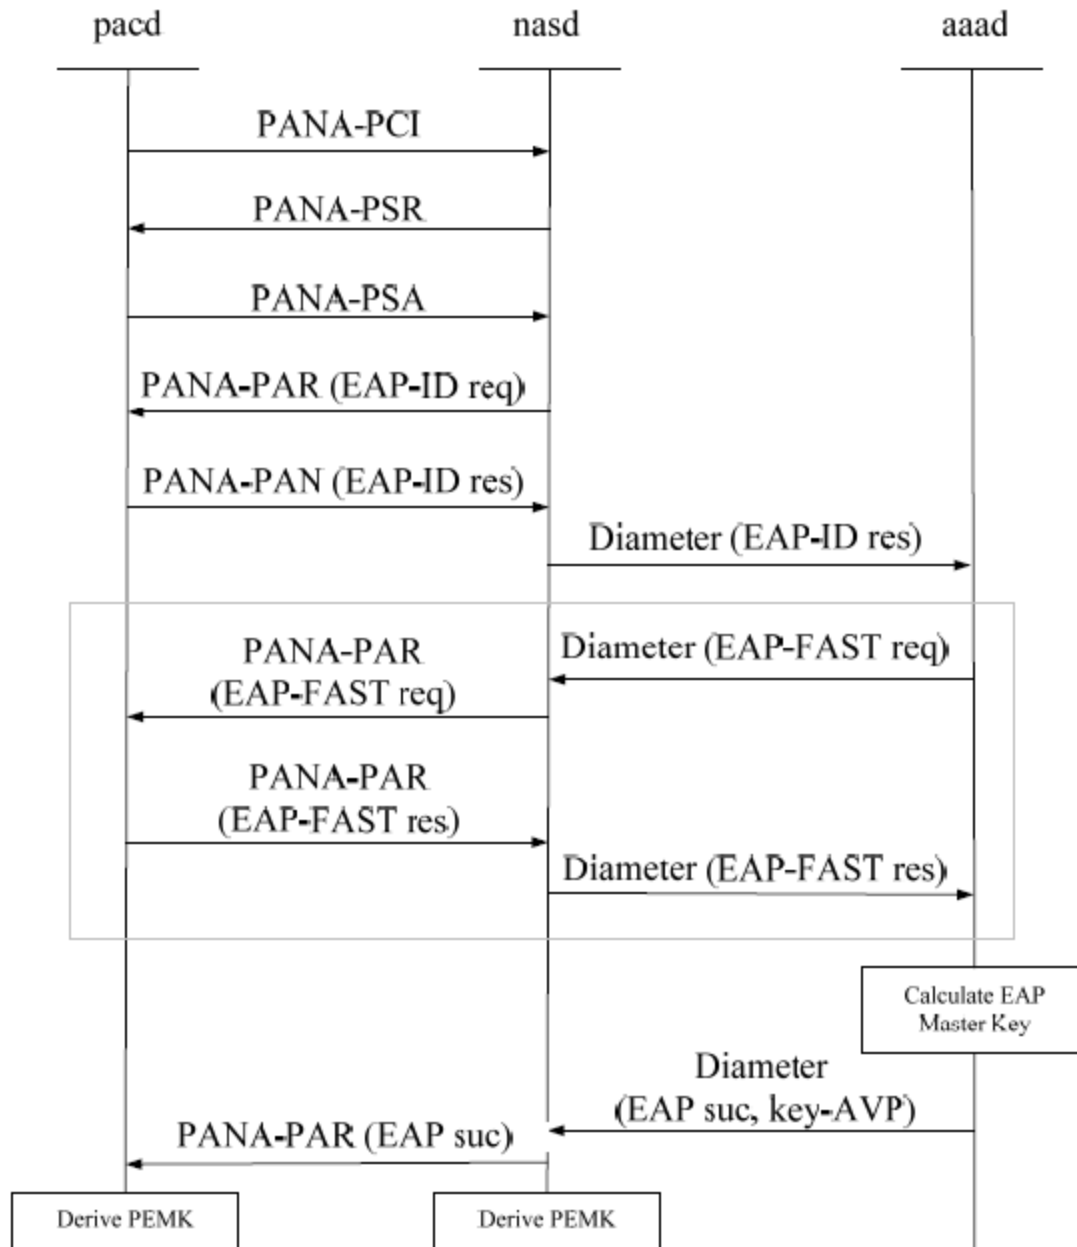 pacd nasd aaad
PANA-PCI
PANA-PSR
PANA-PSA
PANA-PAR (EAP-ID req)
PANA-PAN (EAP-ID res)
Diameter (EAP-ID res)
Diameter (EAP-FAST req)
PANA-PAR
(EAP-FAST req)
PANA-PAR
(EAP-FAST res)
Diameter (EAP-FAST res)
Calculate EAP
Master Key
Diameter
(EAP suc, key-AVP)
PANA-PAR (EAP suc)
Derive PEMK Derive PEMK